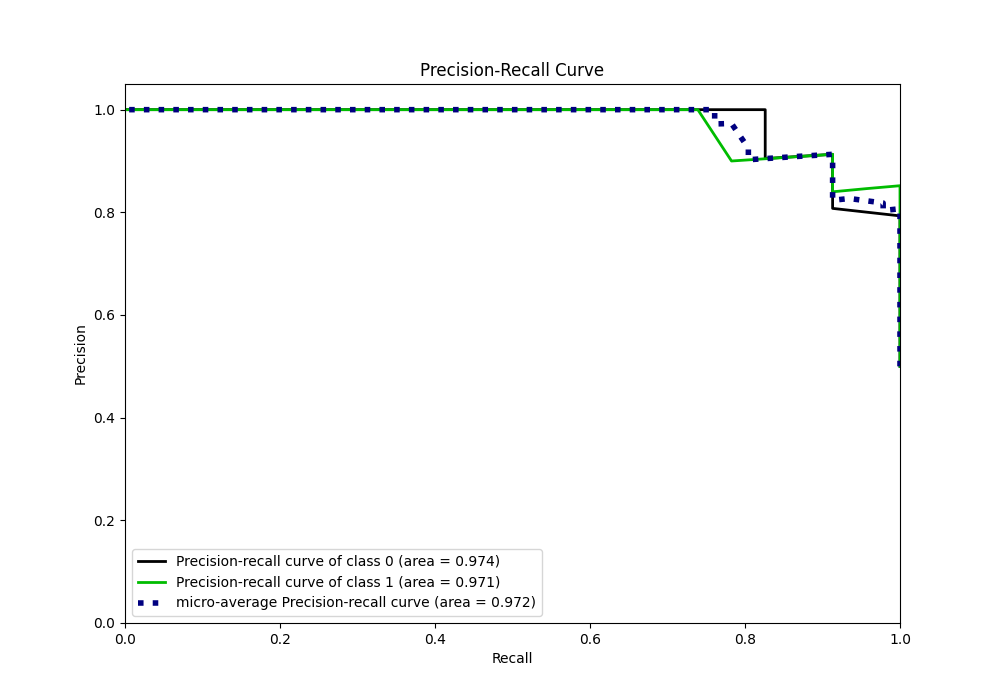 Precision-Recall Curve
1.0
0.8
0.6
0.4
0.2
0.0
Precision
Precision-recall curve of class 0 (area = 0.974)
Precision-recall curve of class 1 (area = 0.971)
micro-average Precision-recall curve (area = 0.972)
0.0 0.2 0.4 0.6 0.8 1.0
Recall